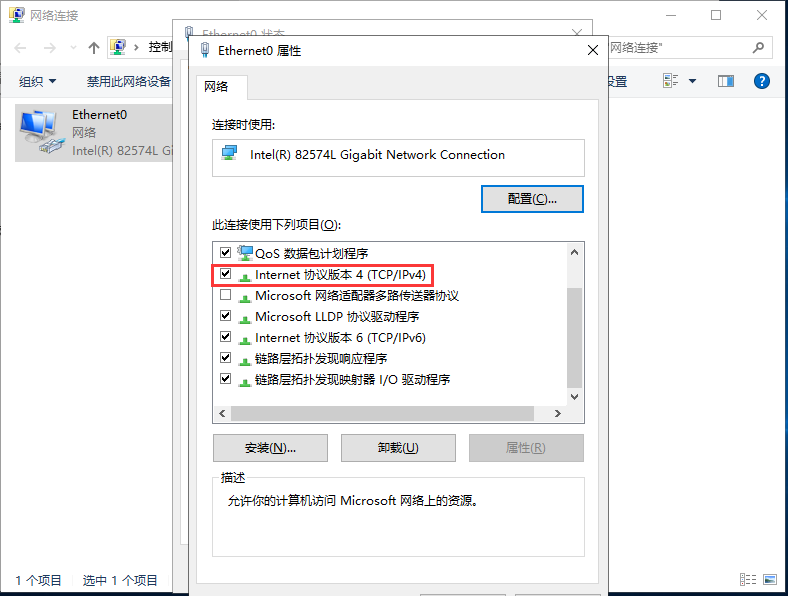 网络连接
Ethernet0 状态
Ethernet0 属性
控制
网络连接"
组织
禁用此网络设备
设置
网络
Ethernet0
网络
Intel(R) 82574L Gi
连接时使用:
Intel(R) 82574L Gigabit Network Connection
配置(C)...
此连接使用下列项目(O):
QoS 数据包计划程序
Internet 协议版本 4 (TCP/IPv4)
Microsoft 网络适配器多路传送器协议
Microsoft LLDP 协议驱动程序
Internet 协议版本 6 (TCP/IPv6)
链路层拓扑发现响应程序
链路层拓扑发现映射器 I/O 驱动程序
安装(N)...
卸载(U)
属性(R)
描述
允许你的计算机访问 Microsoft 网络上的资源。
1 个项目
选中 1 个项目